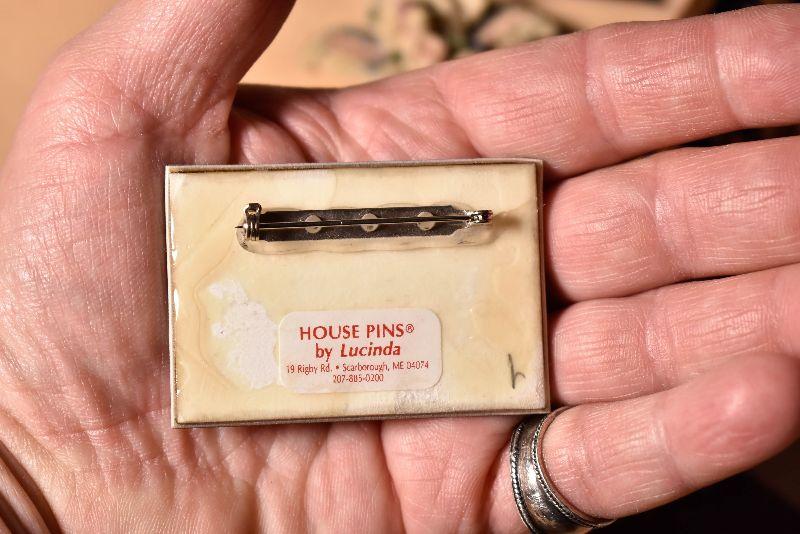 HOUSE PINS®
by Lucinda
19 Rigby Rd. • Scarborough, ME 04074
207-885-0200